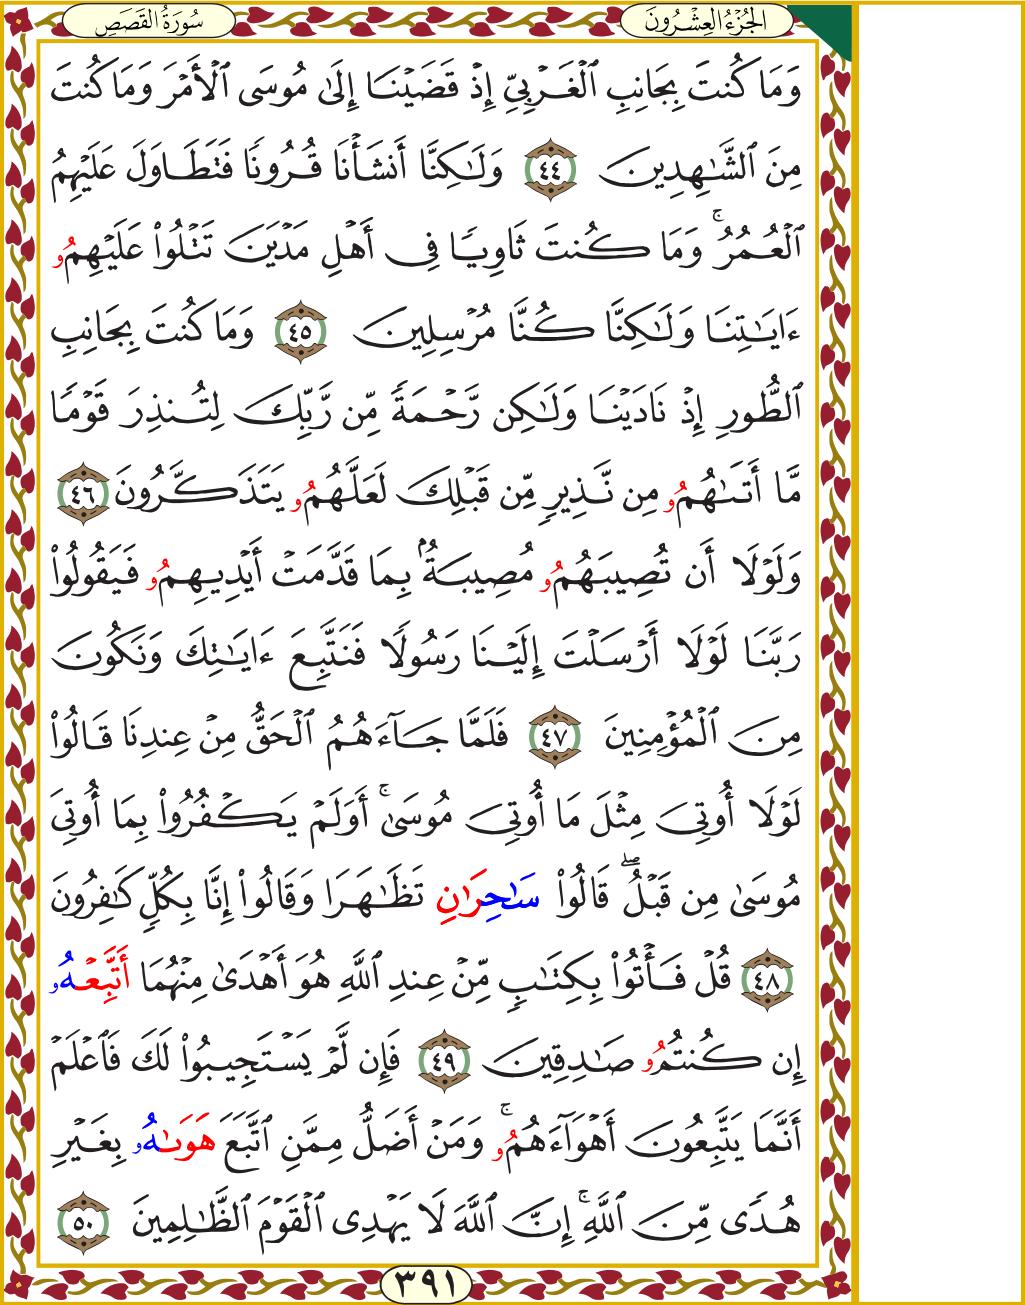 الجُزْءُ العِشْرُونَ
سُورَةُ القَصَصِ
وَمَا كُنتَ بِجَانِبِ ٱلْغَرْبِيِّ إِذْ قَضَيْنَا إِلَىٰ مُوسَى ٱلْأَمْرَ وَمَا كُنتَ
مِنَ ٱلشَّٰهِدِينَ ٤٤ وَلَٰكِنَّا أَنشَأْنَا قُرُونًا فَتَطَاوَلَ عَلَيْهِمُ
ٱلْعُمُرُ ۚ وَمَا كُنتَ ثَاوِيًا فِى أَهْلِ مَدْيَنَ تَتْلُوا۟ عَلَيْهِمُۥ
ءَايَٰتِنَا وَلَٰكِنَّا كُنَّا مُرْسِلِينَ ٤٥ وَمَا كُنتَ بِجَانِبِ
ٱلطُّورِ إِذْ نَادَيْنَا وَلَٰكِن رَّحْمَةً مِّن رَّبِّكَ لِتُنذِرَ قَوْمًا
مَّا أَتَىٰهُمُۥ مِن نَّذِيرٍ مِّن قَبْلِكَ لَعَلَّهُمُۥ يَتَذَكَّرُونَ ٤٦
وَلَوْلَا أَن تُصِيبَهُمُۥ مُصِيبَةٌۢ بِمَا قَدَّمَتْ أَيْدِيهِمُۥ فَيَقُولُوا۟
رَبَّنَا لَوْلَا أَرْسَلْتَ إِلَيْنَا رَسُولًا فَنَتَّبِعَ ءَايَٰتِكَ وَنَكُونَ
مِنَ ٱلْمُؤْمِنِينَ ٤٧ فَلَمَّا جَآءَهُمُ ٱلْحَقُّ مِنْ عِندِنَا قَالُوا۟
لَوْلَا أُوتِىَ مِثْلَ مَا أُوتِىَ مُوسَىٰ ۚ أَوَلَمْ يَكْفُرُوا۟ بِمَا أُوتِىَ
مُوسَىٰ مِن قَبْلُ ۖ قَالُوا۟ سَٰحِرَٰنِ تَظَٰهَرَا وَقَالُوا۟ إِنَّا بِكُلٍّ كَٰفِرُونَ
٤٨ قُلْ فَأْتُوا۟ بِكِتَٰبٍ مِّنْ عِندِ ٱللَّهِ هُوَ أَهْدَىٰ مِنْهُمَا أَتَّبِعْهُۥ
إِن كُنتُمُۥ صَٰدِقِينَ ٤٩ فَإِن لَّمْ يَسْتَجِيبُوا۟ لَكَ فَٱعْلَمْ
أَنَّمَا يَتَّبِعُونَ أَهْوَآءَهُمُۥ ۚ وَمَنْ أَضَلُّ مِمَّنِ ٱتَّبَعَ هَوَىٰهُۥ بِغَيْرِ
هُدًى مِّنَ ٱللَّهِ ۚ إِنَّ ٱللَّهَ لَا يَهْدِى ٱلْقَوْمَ ٱلظَّٰلِمِينَ ٥٠
٣٩١